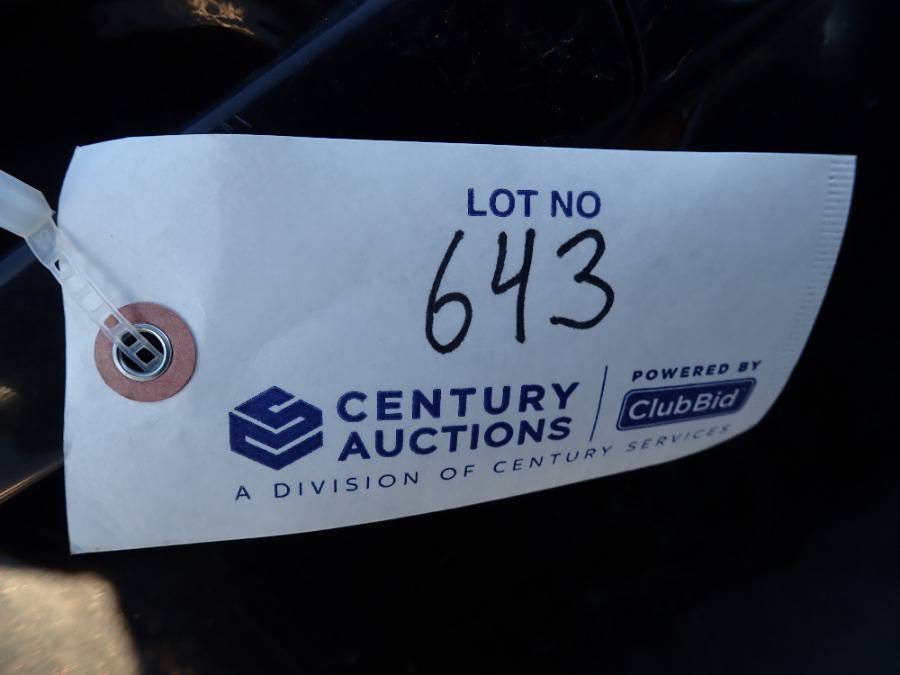 LOT NO
643
CENTURY
AUCTIONS
POWERED BY
ClubBid
A DIVISION OF CENTURY SERVICES